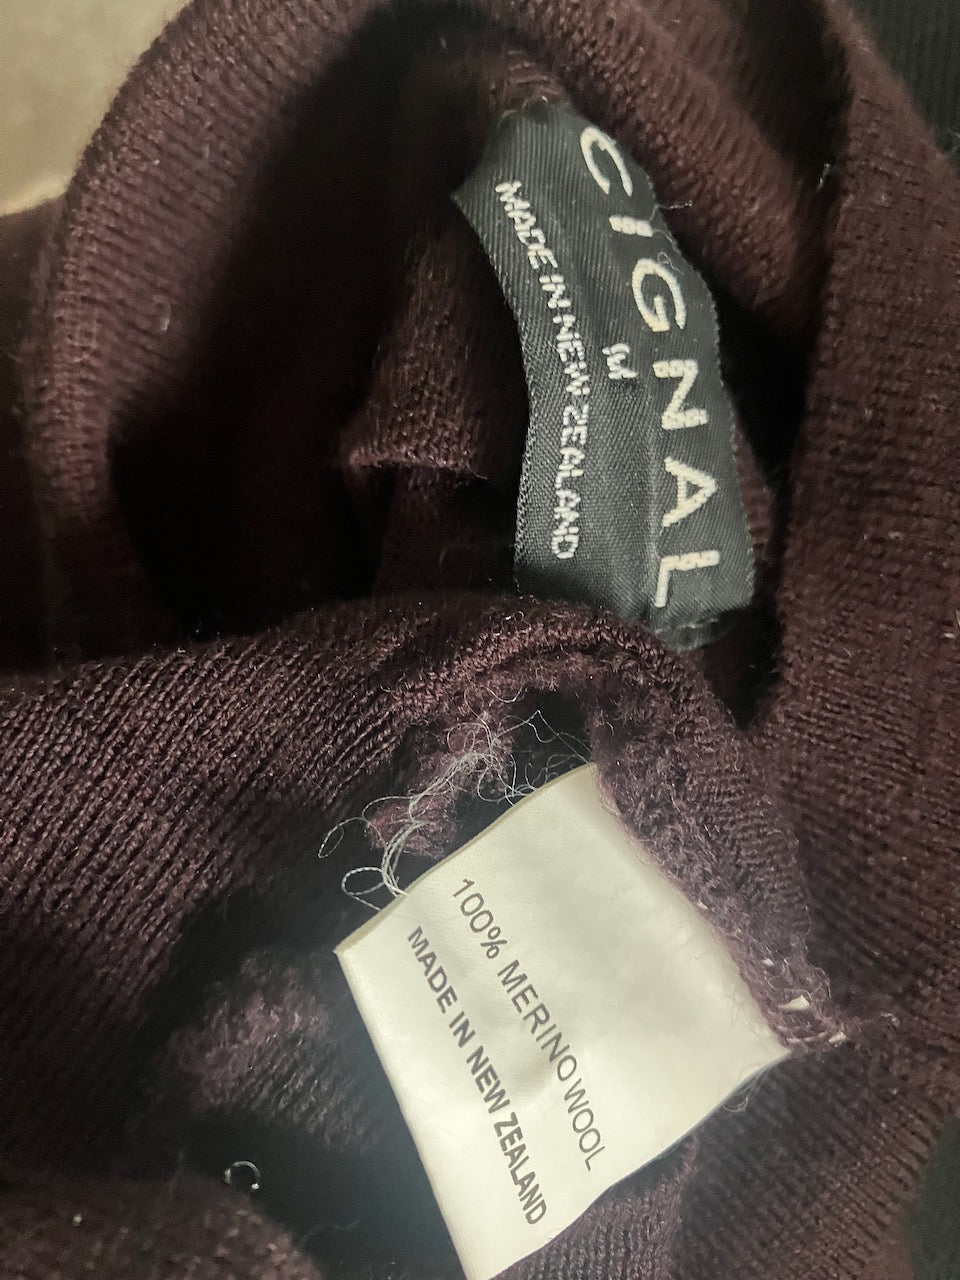 CIGNAL
M
MADE IN NEW ZEALAND
100% MERINO WOOL
MADE IN NEW ZEALAND